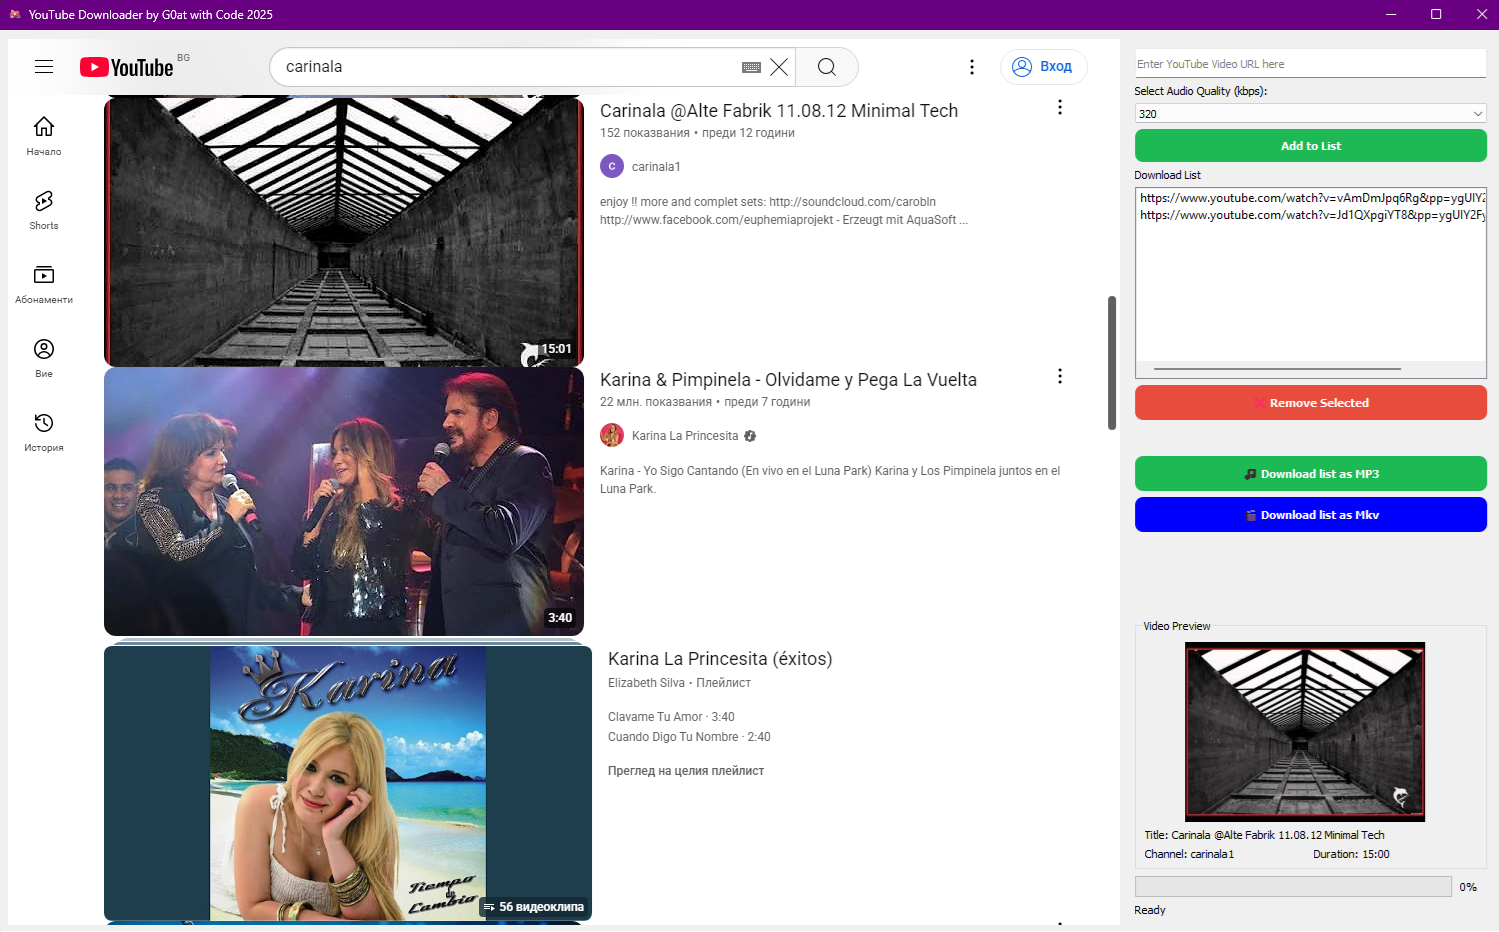 YouTube Downloader by G0at with Code 2025
YouTube BG
carinala
Вход
Начало
Shorts
Абонаменти
Вие
История
Carinala @Alte Fabrik 11.08.12 Minimal Tech
152 показвания • преди 12 години
C carinala1
enjoy !! more and complet sets: http://soundcloud.com/carobln
http://www.facebook.com/euphemiaprojekt - Erzeugt mit AquaSoft ...
15:01
Karina & Pimpinela - Olvidame y Pega La Vuelta
22 млн. показвания • преди 7 години
Karina La Princesita
Karina - Yo Sigo Cantando (En vivo en el Luna Park) Karina y Los Pimpinela juntos en el
Luna Park.
3:40
Karina
Tiempo
de
Cambio
56 видеоклипа
Karina La Princesita (éxitos)
Elizabeth Silva • Плейлист
Clavame Tu Amor · 3:40
Cuando Digo Tu Nombre · 2:40
Преглед на целия плейлист
Enter YouTube Video URL here
Select Audio Quality (kbps):
320
Add to List
Download List
https://www.youtube.com/watch?v=vAmDmJpq6Rg&pp=ygUIY2
https://www.youtube.com/watch?v=Jd1QXpgiYT8&pp=ygUIY2Fy
Remove Selected
Download list as MP3
Download list as Mkv
Video Preview
Title: Carinala @Alte Fabrik 11.08.12 Minimal Tech
Channel: carinala1 Duration: 15:00
0%
Ready